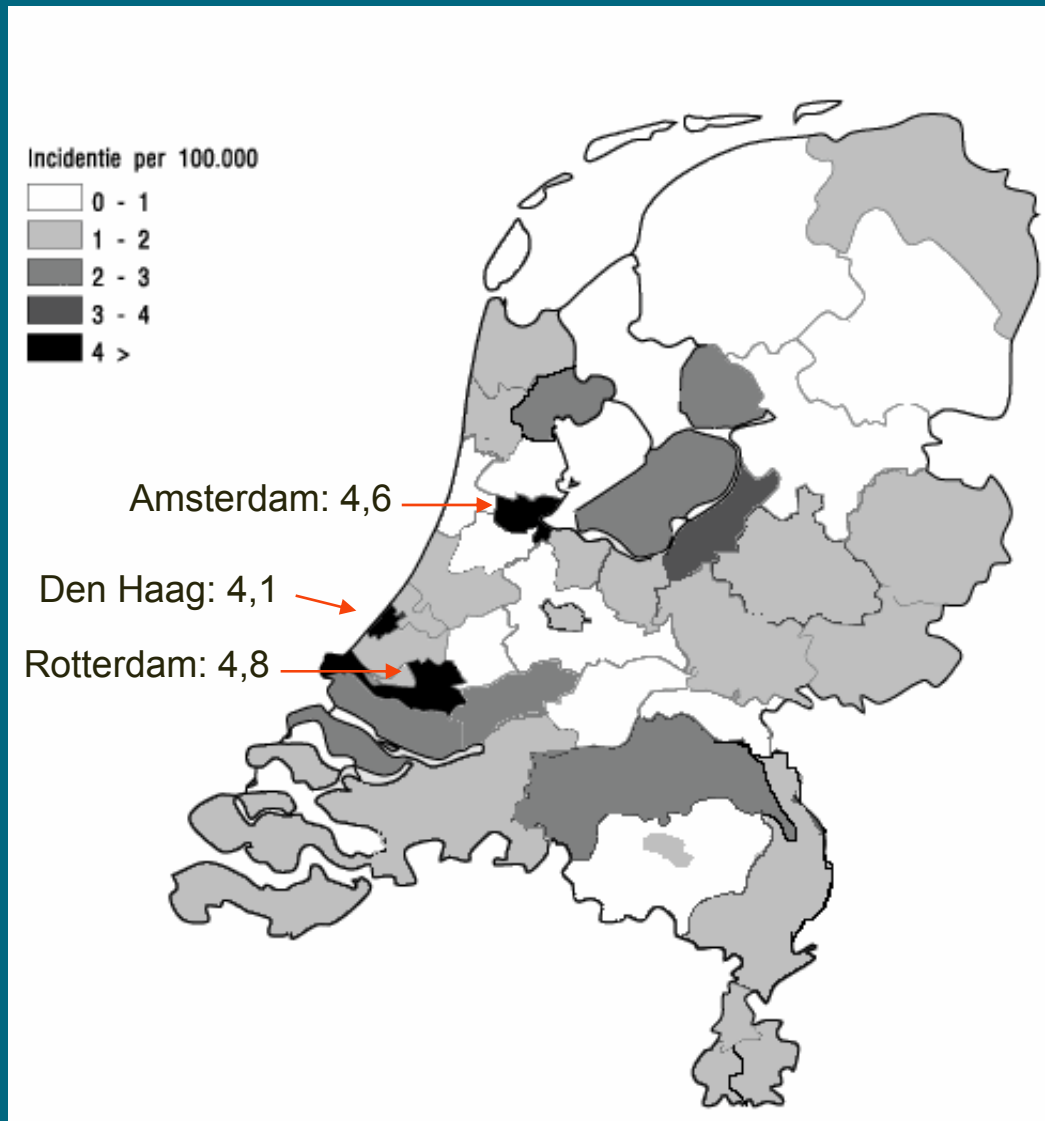 Incidentie per 100.000
0 - 1
1 - 2
2 - 3
3 - 4
4 >
Amsterdam: 4,6
Den Haag: 4,1
Rotterdam: 4,8